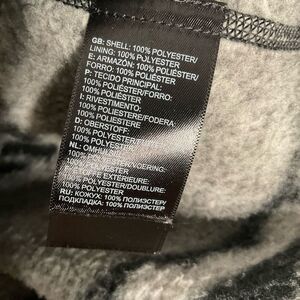 GB: SHELL: 100% POLYESTER/
LINING: 100% POLYESTER
E: ARMAZÓN: 100% POLIÉSTER/
FORRO: 100% POLIÉSTER
P: TECIDO PRINCIPAL:
100% POLIÉSTER/FORRO:
100% POLIÉSTER
I: RIVESTIMENTO:
100% POLIESTERE/FODERA:
100% POLIESTERE
D: OBERSTOFF:
100% POLYESTER/
100% POLYESTER
NL:
100% POLYESTER/VOERING:
100% POLYESTER
EXTÉRIEURE:
100% POLYESTER/DOUBLURE:
100% POLYESTER
RU: КОЖУХ: 100% ПОЛИЭСТЕР/
ПОДКЛАДКА: 100% ПОЛИЭСТЕР